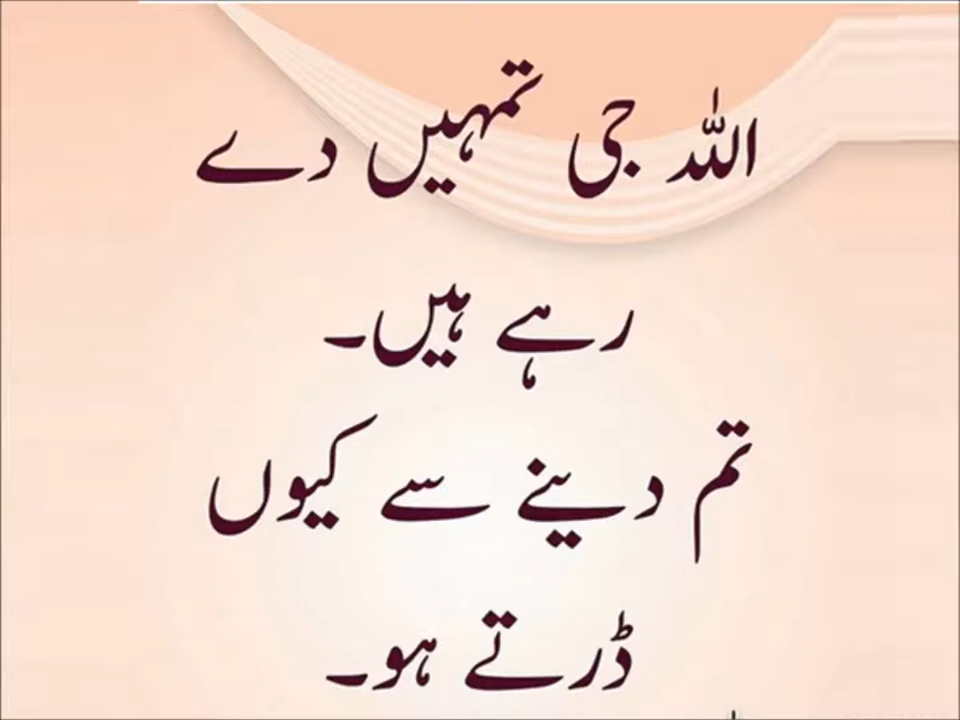 اللہ جی تمہیں دے
رہے ہیں۔
تم دینے سے کیوں
ڈرتے ہو۔